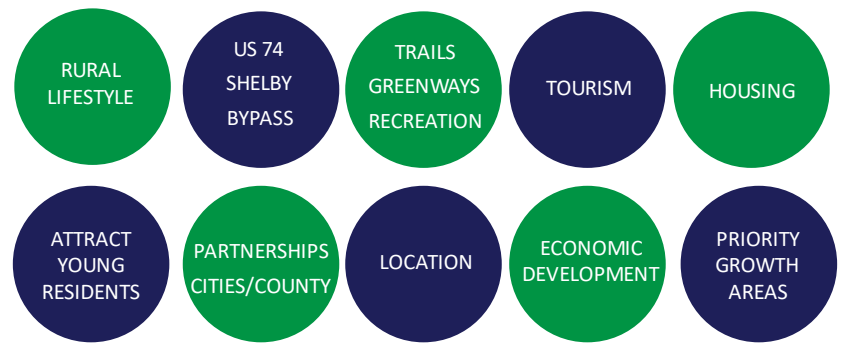 RURAL
LIFESTYLE
US 74
SHELBY
BYPASS
TRAILS
GREENWAYS
RECREATION
TOURISM
HOUSING
ATTRACT
YOUNG
RESIDENTS
PARTNERSHIPS
CITIES/COUNTY
LOCATION
ECONOMIC
DEVELOPMENT
PRIORITY
GROWTH
AREAS